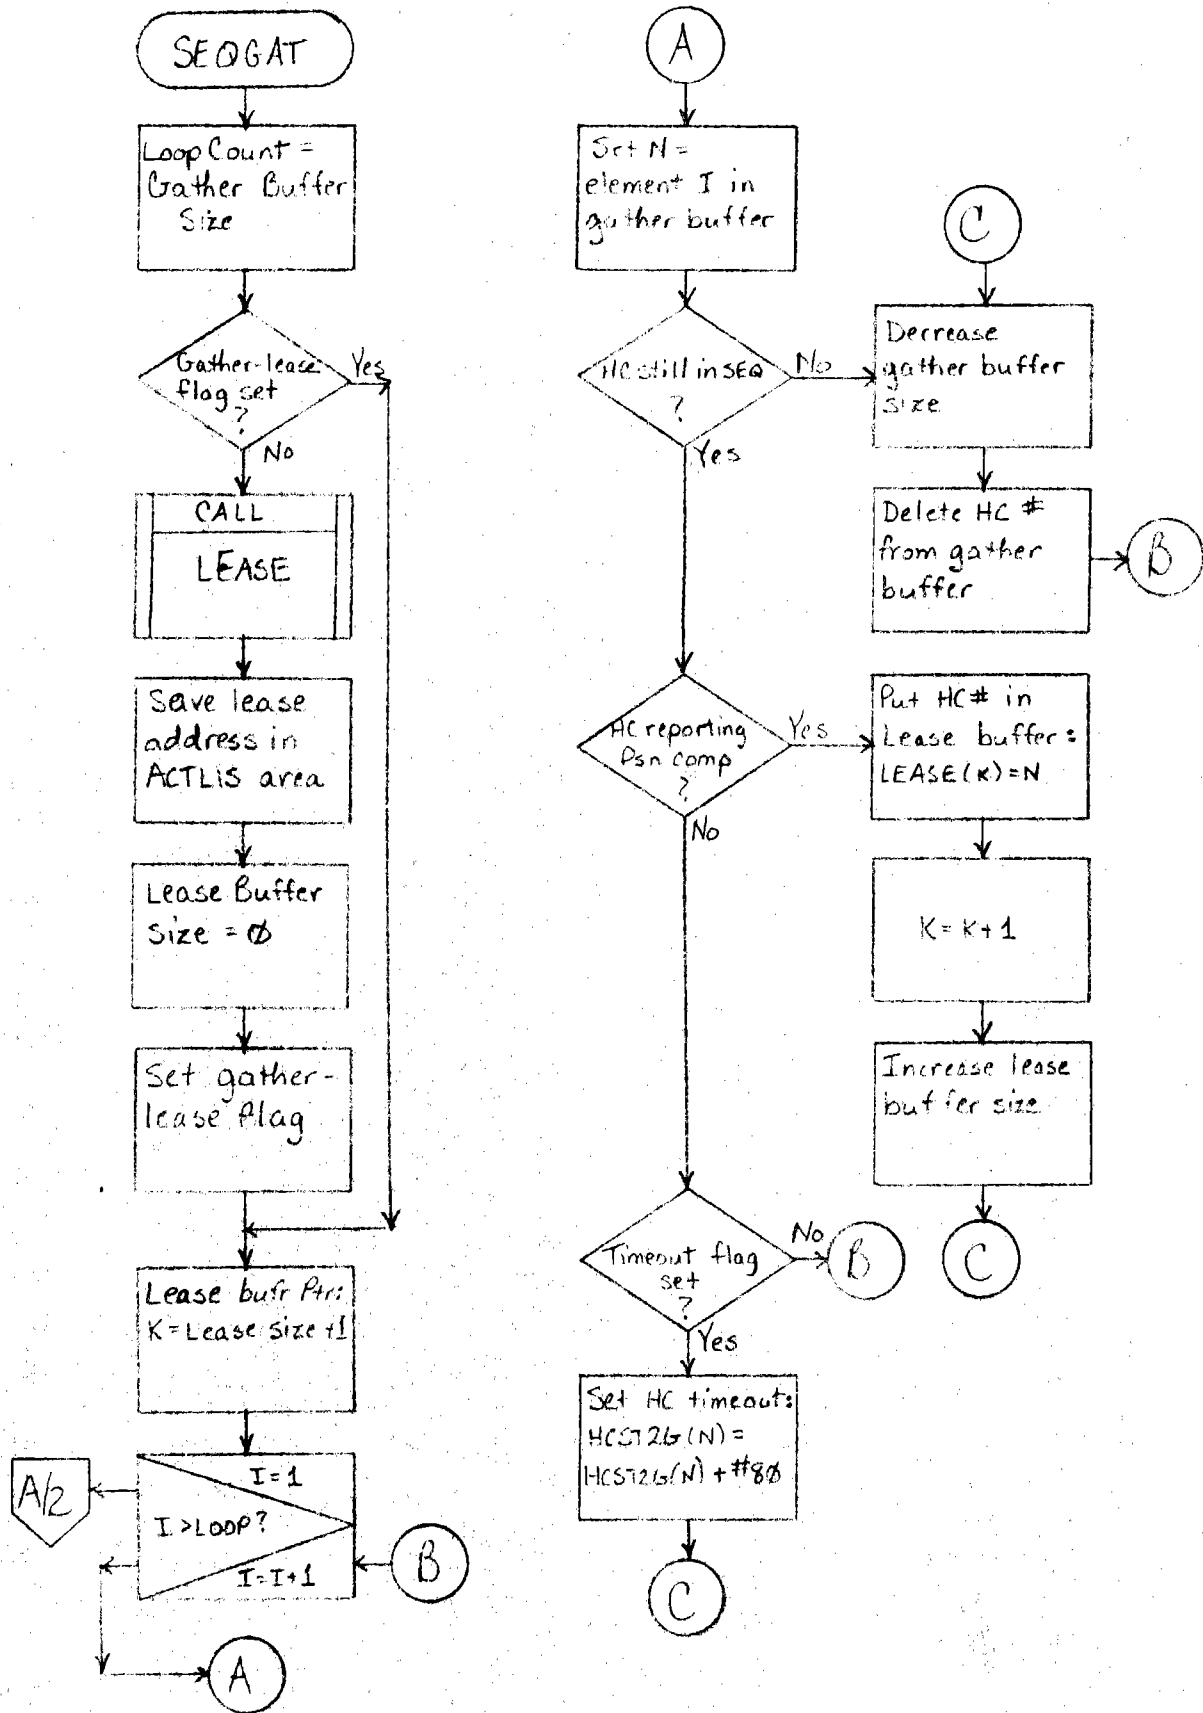 SEQGAT
Loop Count =
Gather Buffer
Size
Gather-lease
flag set
?
Yes
No
CALL
LEASE
Save lease
address in
ACTLIS area
Lease Buffer
Size = Ø
Set gather-
lease flag
Lease bufr Ptr:
K=Lease size +1
I=1
I>LOOP?
I=I+1
A/2
B
A
A
Set N=
element I in
gather buffer
HC still in SEQ
?
No
Yes
HC reporting
Psn comp
?
Yes
No
Timeout flag
set
?
No
B
Yes
Set HC timeout:
HCST2G(N)=
HCST2G(N)+#8Ø
C
C
Decrease
gather buffer
size
Delete HC #
from gather
buffer
B
Put HC# in
Lease buffer:
LEASE(K)=N
K=K+1
Increase lease
buffer size
C